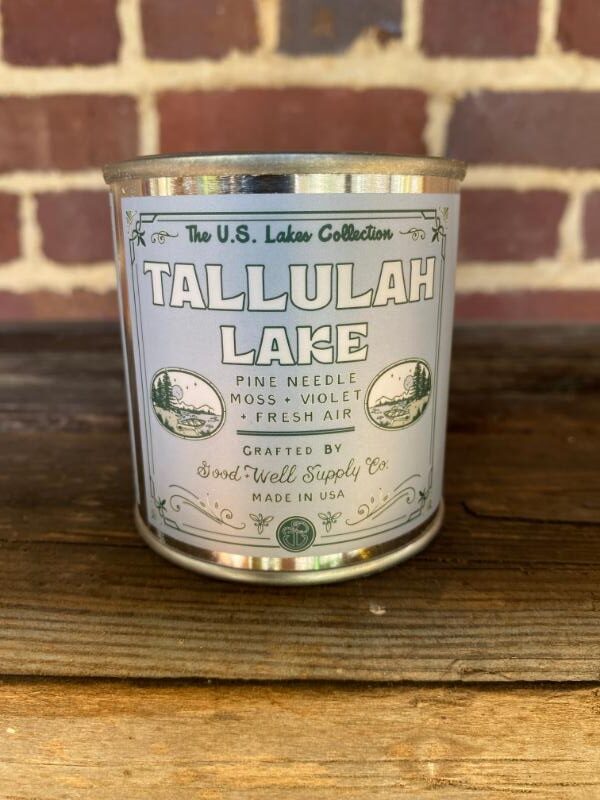 The U.S. Lakes Collection
TALLULAH
LAKE
PINE NEEDLE
MOSS + VIOLET
+ FRESH AIR
CRAFTED BY
Good + Well Supply Co.
MADE IN USA